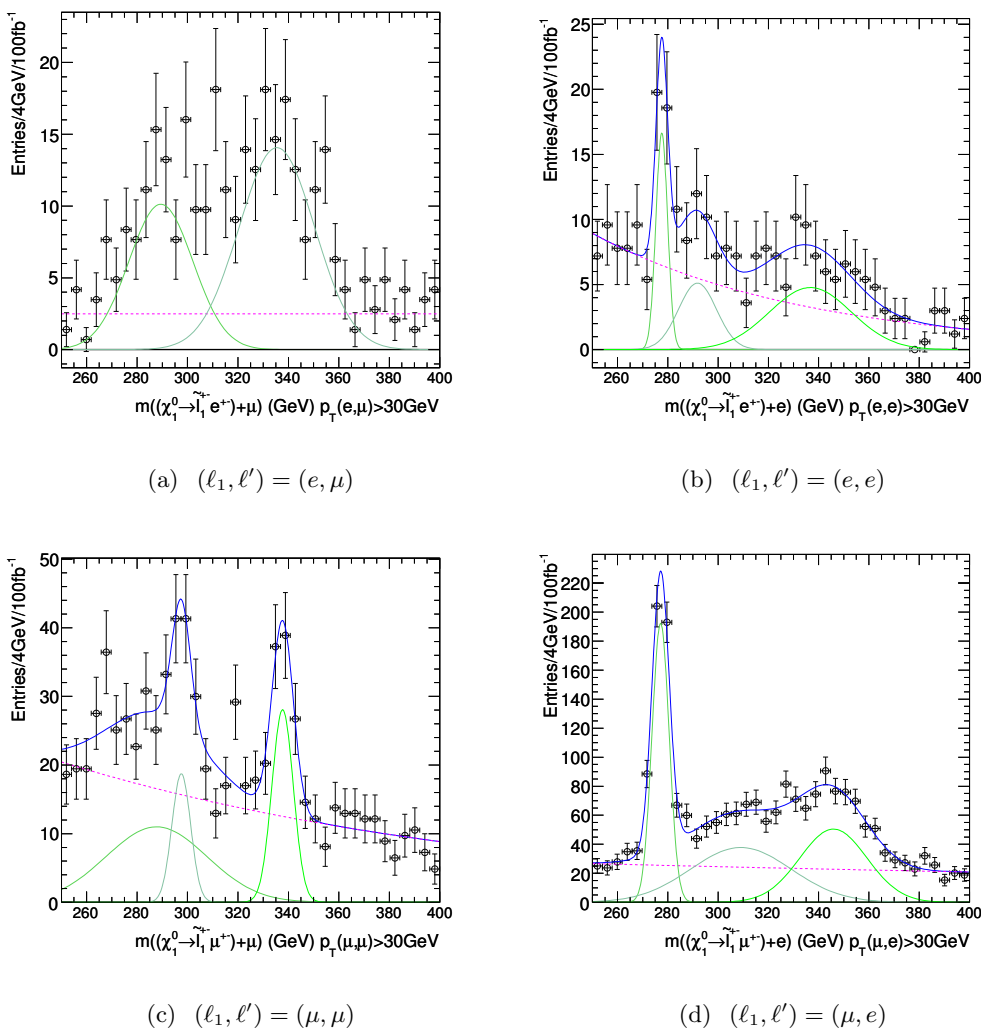 Entries/4GeV/100fb⁻¹
20
15
10
5
0
260 280 300 320 340 360 380 400
m((χ₁⁰→l̃₁⁺⁻e⁺⁻)+μ) (GeV) p_T(e,μ)>30GeV
(a) (ℓ₁, ℓ′) = (e, μ)
Entries/4GeV/100fb⁻¹
25
20
15
10
5
0
260 280 300 320 340 360 380 400
m((χ₁⁰→l̃₁⁺⁻e⁺⁻)+e) (GeV) p_T(e,e)>30GeV
(b) (ℓ₁, ℓ′) = (e, e)
Entries/4GeV/100fb⁻¹
50
40
30
20
10
0
260 280 300 320 340 360 380 400
m((χ₁⁰→l̃₁⁺⁻μ⁺⁻)+μ) (GeV) p_T(μ,μ)>30GeV
(c) (ℓ₁, ℓ′) = (μ, μ)
Entries/4GeV/100fb⁻¹
220
200
180
160
140
120
100
80
60
40
20
0
260 280 300 320 340 360 380 400
m((χ₁⁰→l̃₁⁺⁻μ⁺⁻)+e) (GeV) p_T(μ,e)>30GeV
(d) (ℓ₁, ℓ′) = (μ, e)